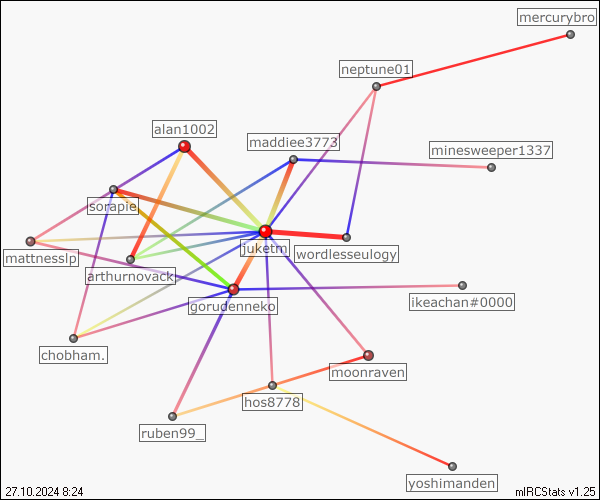 mercurybro
neptune01
alan1002
maddiee3773
minesweeper1337
sorapiel
juketm
wordlesseulogy
mattnesslp
arthurnovack
gorudenneko
ikeachan#0000
chobham.
moonraven
hos8778
ruben99_
yoshimanden
27.10.2024 8:24
mIRCStats v1.25